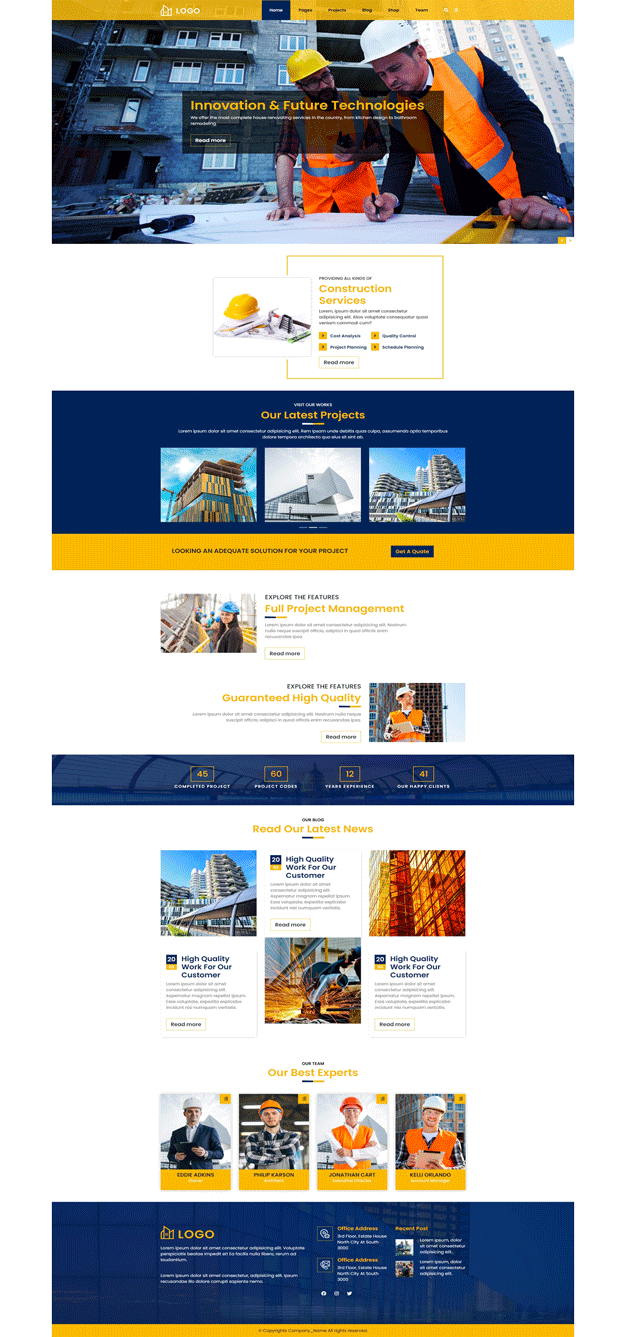 LOGO
Home Pages Projects Blog Shop Team
Innovation & Future Technologies
We offer the most complete house renovating services in the country, from kitchen design to bathroom
remodeling
Read more
PROVIDING ALL KINDS OF
Construction
Services
Lorem, ipsum dolor sit amet consectetur
adipisicing elit. Alias voluptate consequatur quasi
veniam commodi cum?
Cost Analysis
Quality Control
Project Planning
Schedule Planning
Read more
VISIT OUR WORKS
Our Latest Projects
Lorem ipsum dolor sit amet consectetur adipisicing elit. Rem ipsum unde debitis quas culpa, assumenda optio temporibus
dolore tempora architecto quo eius sit sint ab.
LOOKING AN ADEQUATE SOLUTION FOR YOUR PROJECT
Get A Quate
EXPLORE THE FEATURES
Full Project Management
Lorem ipsum dolor sit amet consectetur adipisicing elit. Nostrum
nulla neque suscipit officia, adipisci in quod officiis enim
recusandae ipsa.
Read more
EXPLORE THE FEATURES
Guaranteed High Quality
Lorem ipsum dolor sit amet consectetur adipisicing elit. Nostrum nulla neque
suscipit officiis, adipisci in quod officiis enim recusandae ipsa.
Read more
45
COMPLETED PROJECT
60
PROJECT CODES
12
YEARS EXPERIENCE
41
OUR HAPPY CLIENTS
OUR BLOG
Read Our Latest News
20
High Quality
Work For Our
Customer
Lorem ipsum dolor sit amet consectetur adipisicing elit.
Aspernatur magnam repellat ipsum.
Esse voluptate, expedita explicabo
incidunt nisi numquam veritatis.
Read more
20
High Quality
Work For Our
Customer
Lorem ipsum dolor sit amet consectetur adipisicing elit.
Aspernatur magnam repellat ipsum.
Esse voluptate, expedita explicabo
incidunt nisi numquam veritatis.
Read more
20
High Quality
Work For Our
Customer
Lorem ipsum dolor sit amet consectetur adipisicing elit.
Aspernatur magnam repellat ipsum.
Esse voluptate, expedita explicabo
incidunt nisi numquam veritatis.
Read more
OUR TEAM
Our Best Experts
EDDIE ADKINS
Owner
PHILIP KARSON
Architect
JONATHAN CART
Executive Director
KELLI ORLANDO
Account Manager
LOGO
Lorem ipsum dolor sit amet consectetur, adipisicing elit. Voluptate
perspiciatis beatae impedit et Ea facilis nulla libero, rerum ad
laudantium.
Lorem ipsum dolor sit amet consectetur, adipisicing elit. Ipsum
recusandae illo dolore corrupti sapiente nemo.
Office Address
3rd Floor, Estate House
North City At South
3000
Office Address
3rd Floor, Estate House
North City At South
3000
Recent Post
Lorem ipsum, dolor
sit amet consectetur
adipisicing elit.
Lorem ipsum, dolor
sit amet consectetur
adipisicing elit.
© Copyrights Company_Name All rights reserved.